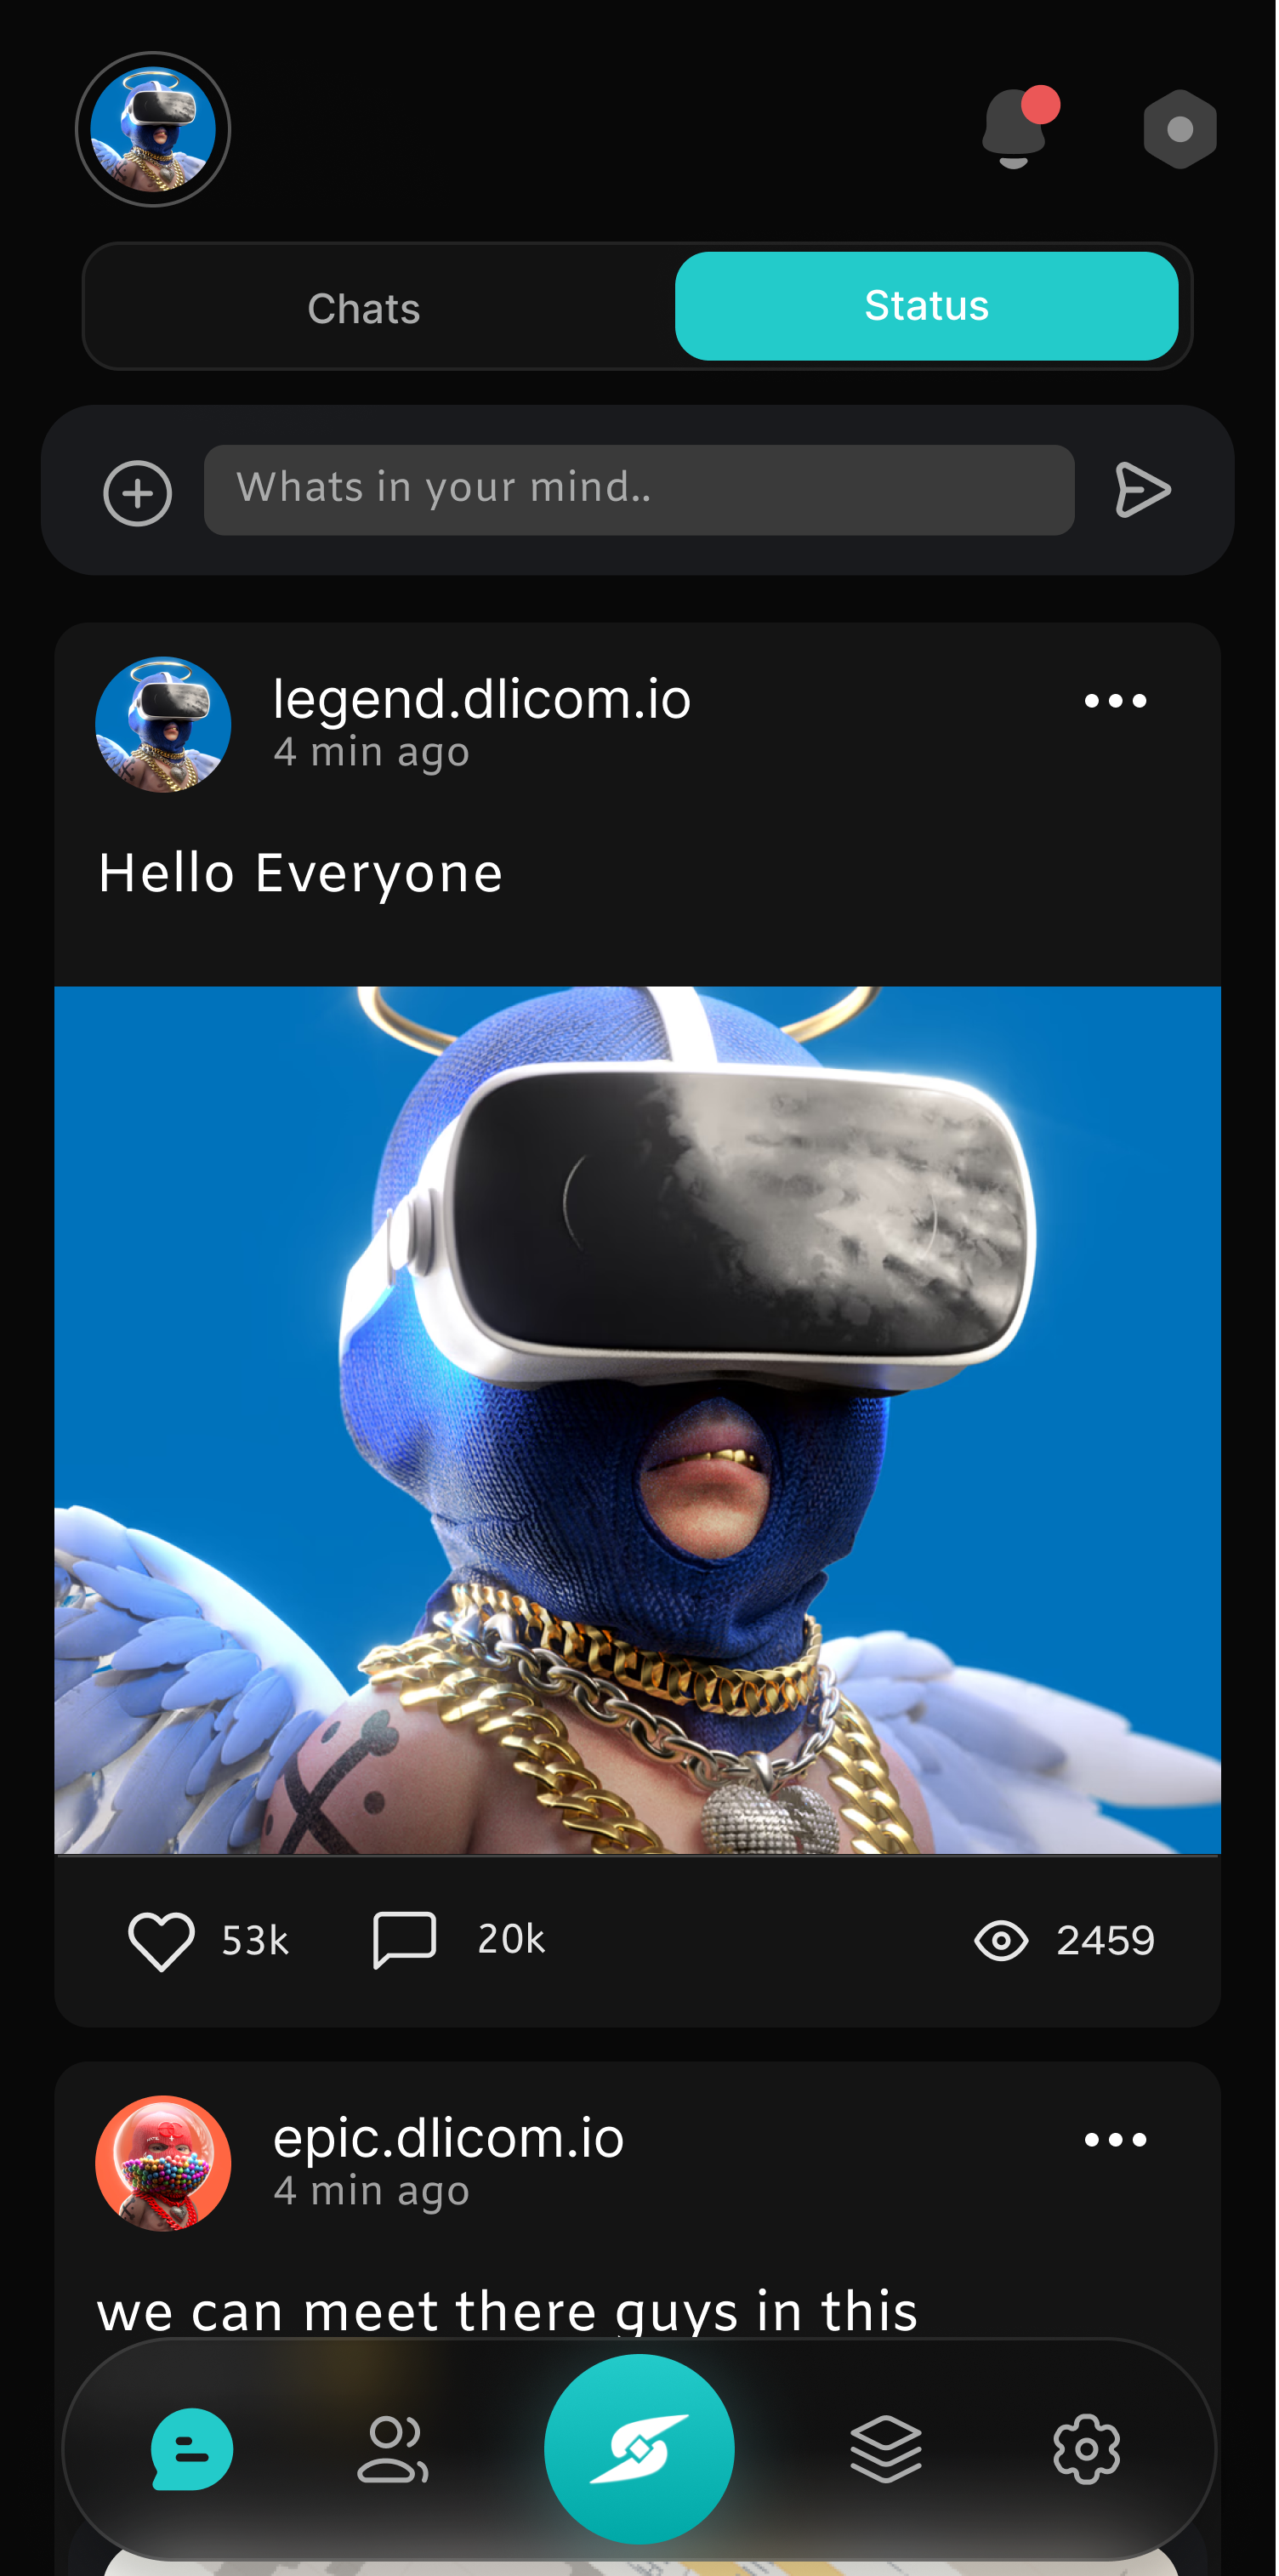 Chats
Status
Whats in your mind..
legend.dlicom.io
4 min ago
Hello Everyone
53k
20k
2459
epic.dlicom.io
4 min ago
we can meet there guys in this